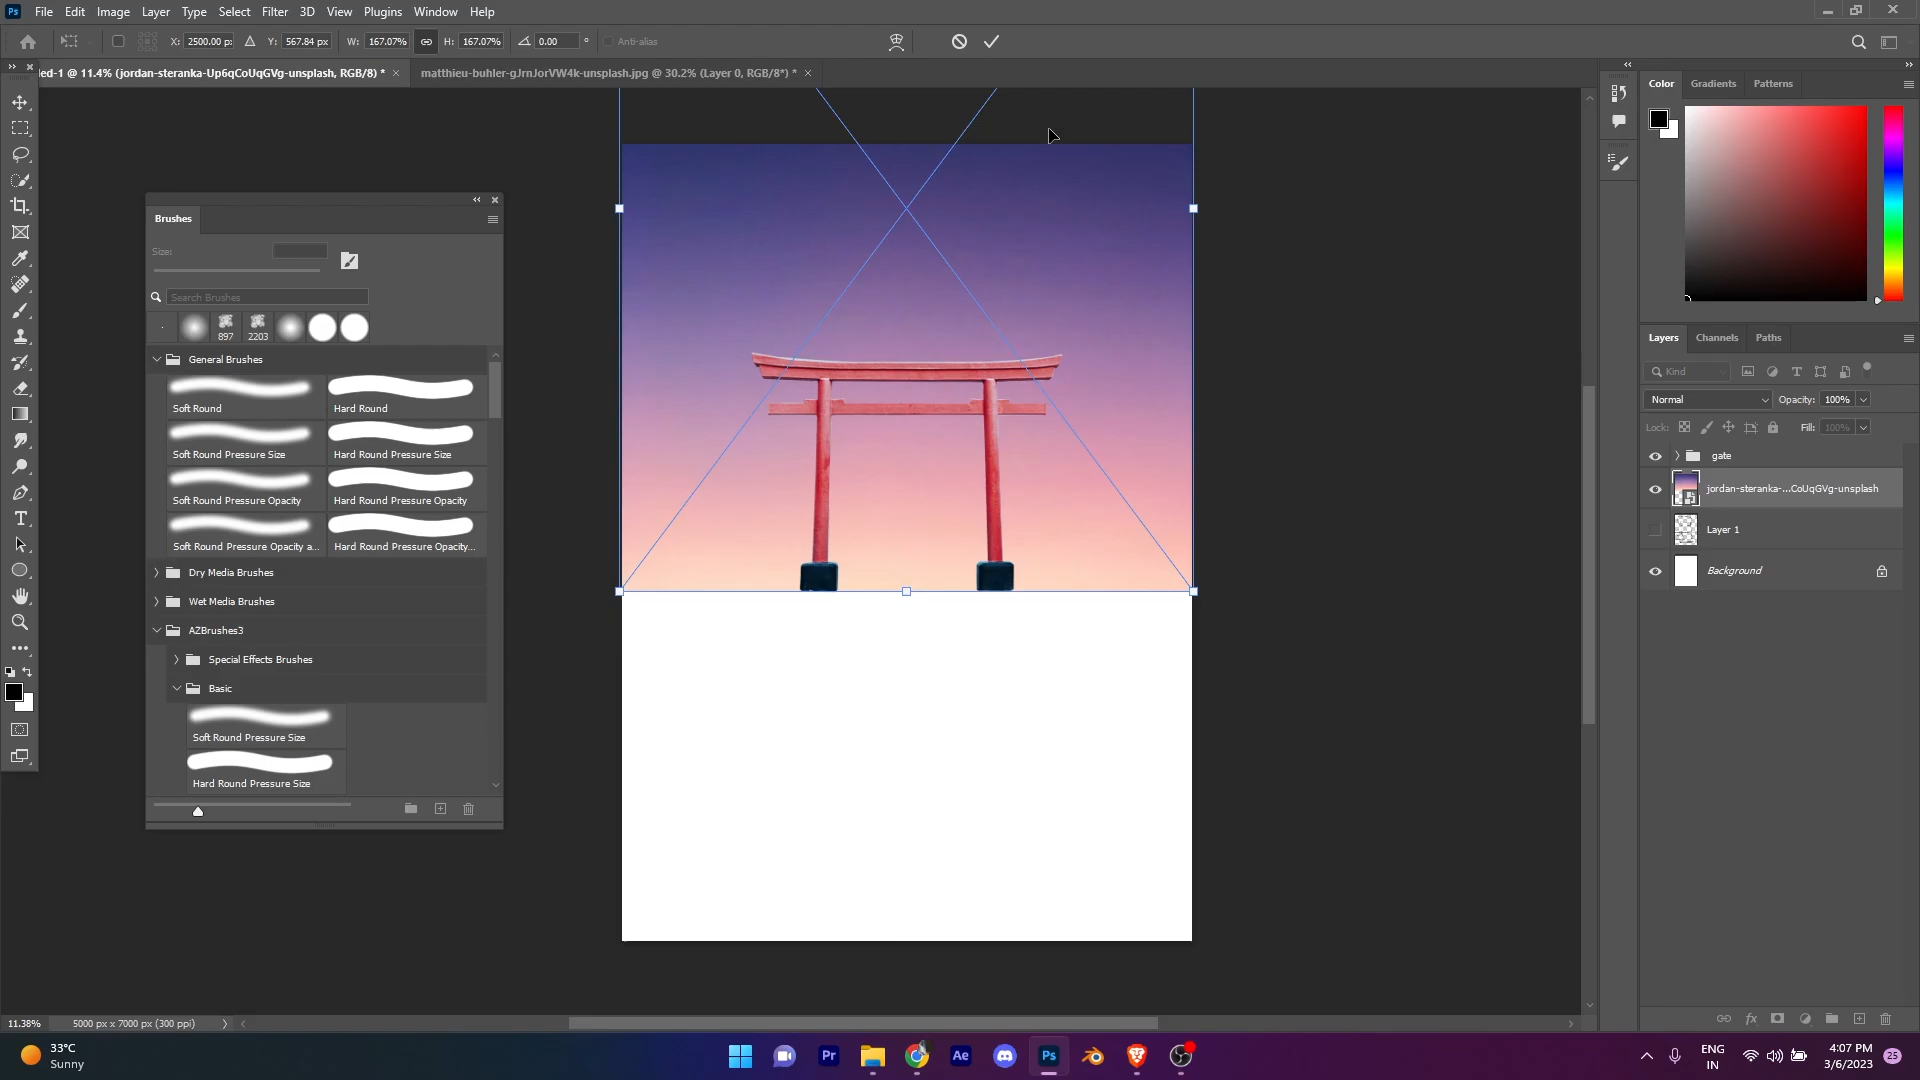 Ps File Edit Image Layer Type Select Filter 3D View Plugins Window Help
X: 2500.00 p: Y: 567.84 px W: 167.07% H: 167.07% 0.00 ° Anti-alias
led-1 @ 11.4% (jordan-steranka-Up6qCoUqGVg-unsplash, RGB/8) * × matthieu-buhler-gJrnJorVW4k-unsplash.jpg @ 30.2% (Layer 0, RGB/8*) * ×
Color Gradients Patterns
Brushes
Size:
Search Brushes
897 2203
General Brushes
Soft Round Hard Round
Soft Round Pressure Size Hard Round Pressure Size
Soft Round Pressure Opacity Hard Round Pressure Opacity
Soft Round Pressure Opacity a... Hard Round Pressure Opacity...
Dry Media Brushes
Wet Media Brushes
AZBrushes3
Special Effects Brushes
Basic
Soft Round Pressure Size
Hard Round Pressure Size
Layers Channels Paths
Kind
Normal Opacity: 100%
Lock: Fill: 100%
gate
jordan-steranka-...CoUqGVg-unsplash
Layer 1
Background
11.38% 5000 px x 7000 px (300 ppi)
33°C
Sunny
Pr Ae Ps
ENG
IN
4:07 PM
3/6/2023
25